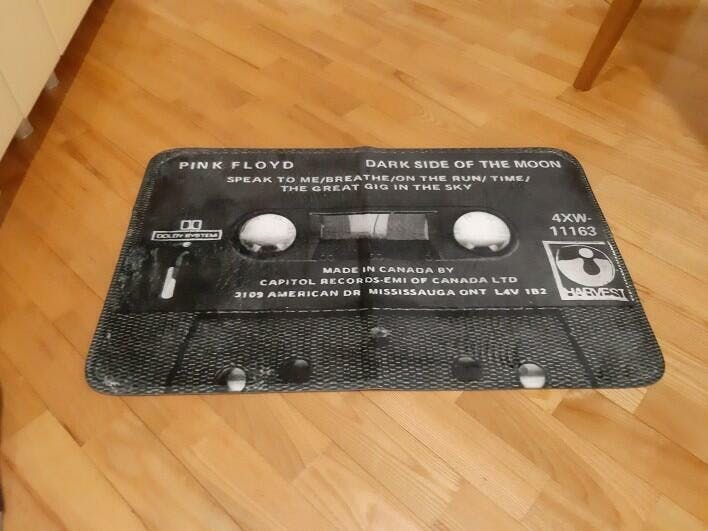 PINK FLOYD
DARK SIDE OF THE MOON
SPEAK TO ME/BREATHE/ON THE RUN/ TIME/
THE GREAT GIG IN THE SKY
DOLBY SYSTEM
4XW-
11163
MADE IN CANADA BY
CAPITOL RECORDS-EMI OF CANADA LTD
3109 AMERICAN DR MISSISSAUGA ONT L4V 1B2
HARVEST